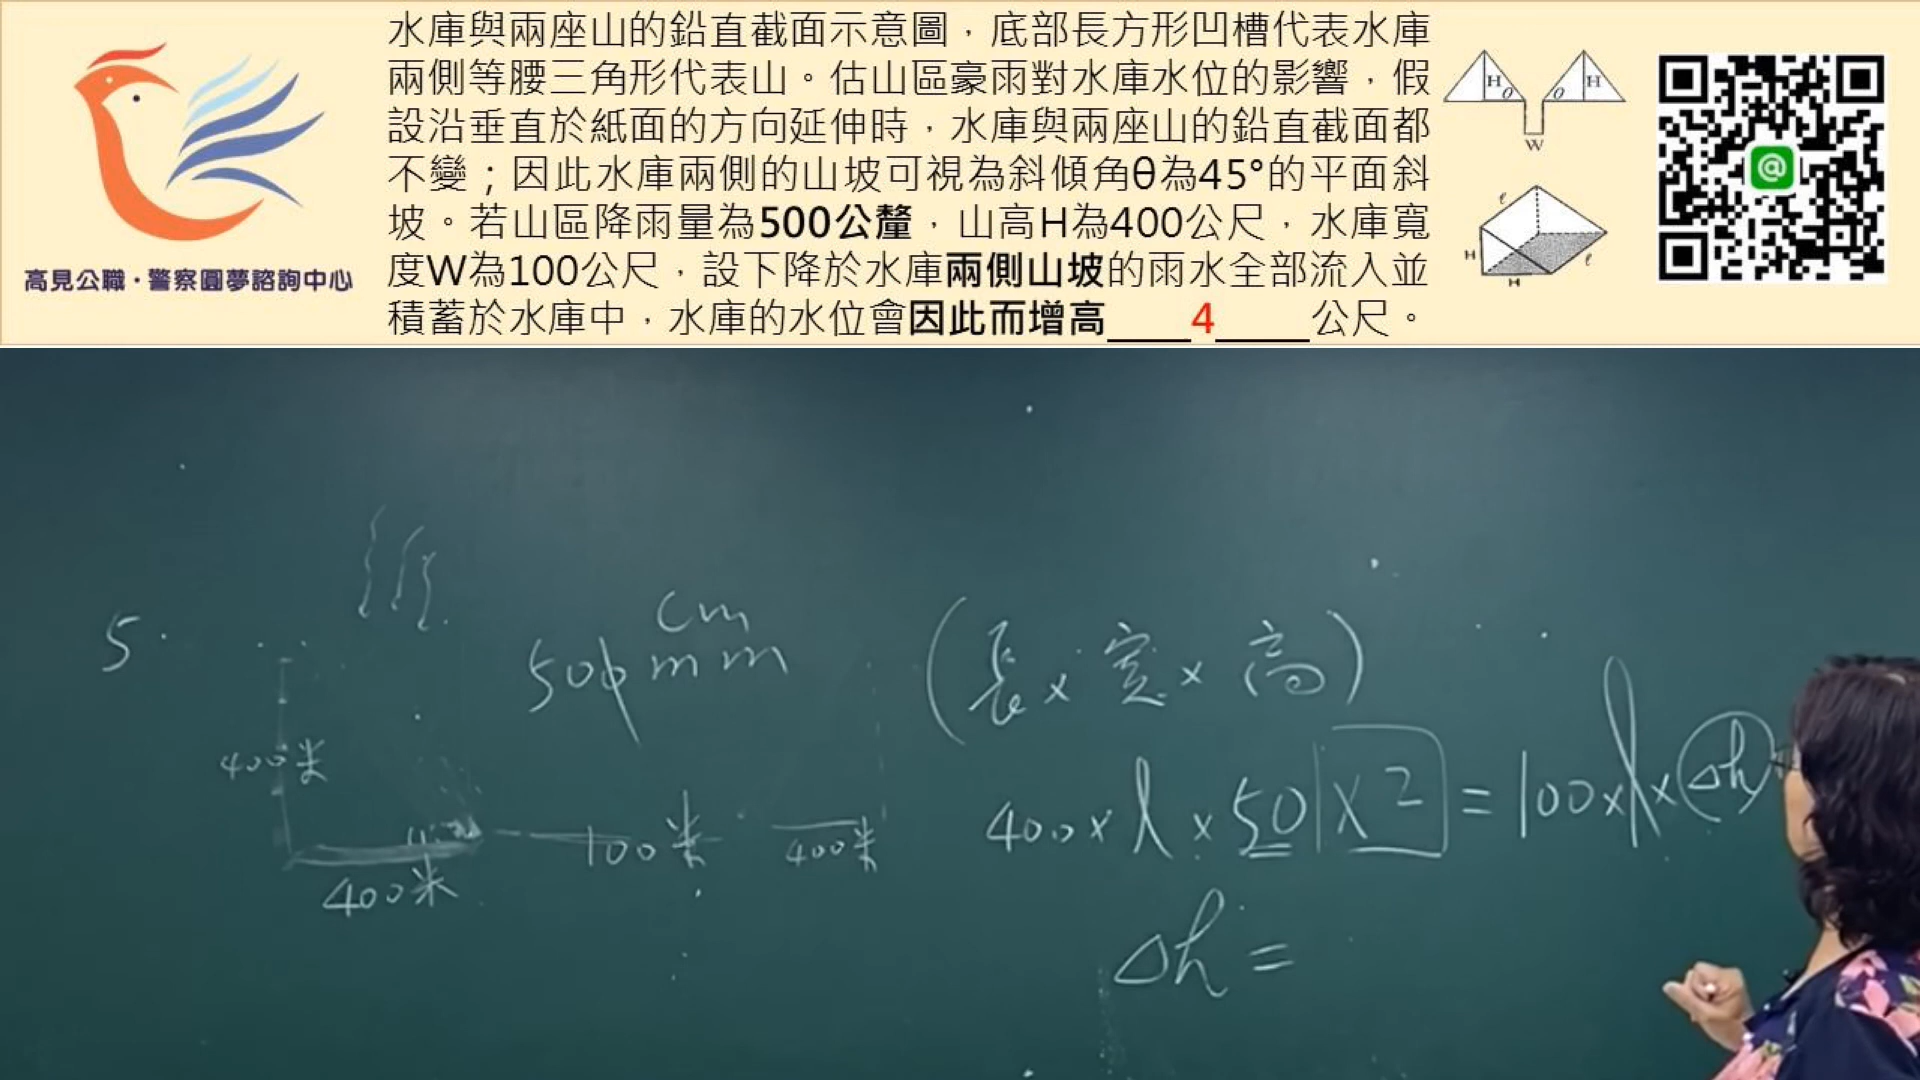 水庫與兩座山的鉛直截面示意圖，底部長方形凹槽代表水庫
兩側等腰三角形代表山。估山區豪雨對水庫水位的影響，假
設沿垂直於紙面的方向延伸時，水庫與兩座山的鉛直截面都
不變；因此水庫兩側的山坡可視為斜傾角θ為45°的平面斜
坡。若山區降雨量為500公釐，山高H為400公尺，水庫寬
度W為100公尺，設下降於水庫兩側山坡的雨水全部流入並
積蓄於水庫中，水庫的水位會因此而增高____4____公尺。
高見公職·警察圓夢諮詢中心
H θ θ H
W
ℓ
H
H
ℓ
@
5.
400米
400米
100米
400米
cm
500 mm
(長×寬×高)
400×l×50|×2=100×l×Δh
Δh=